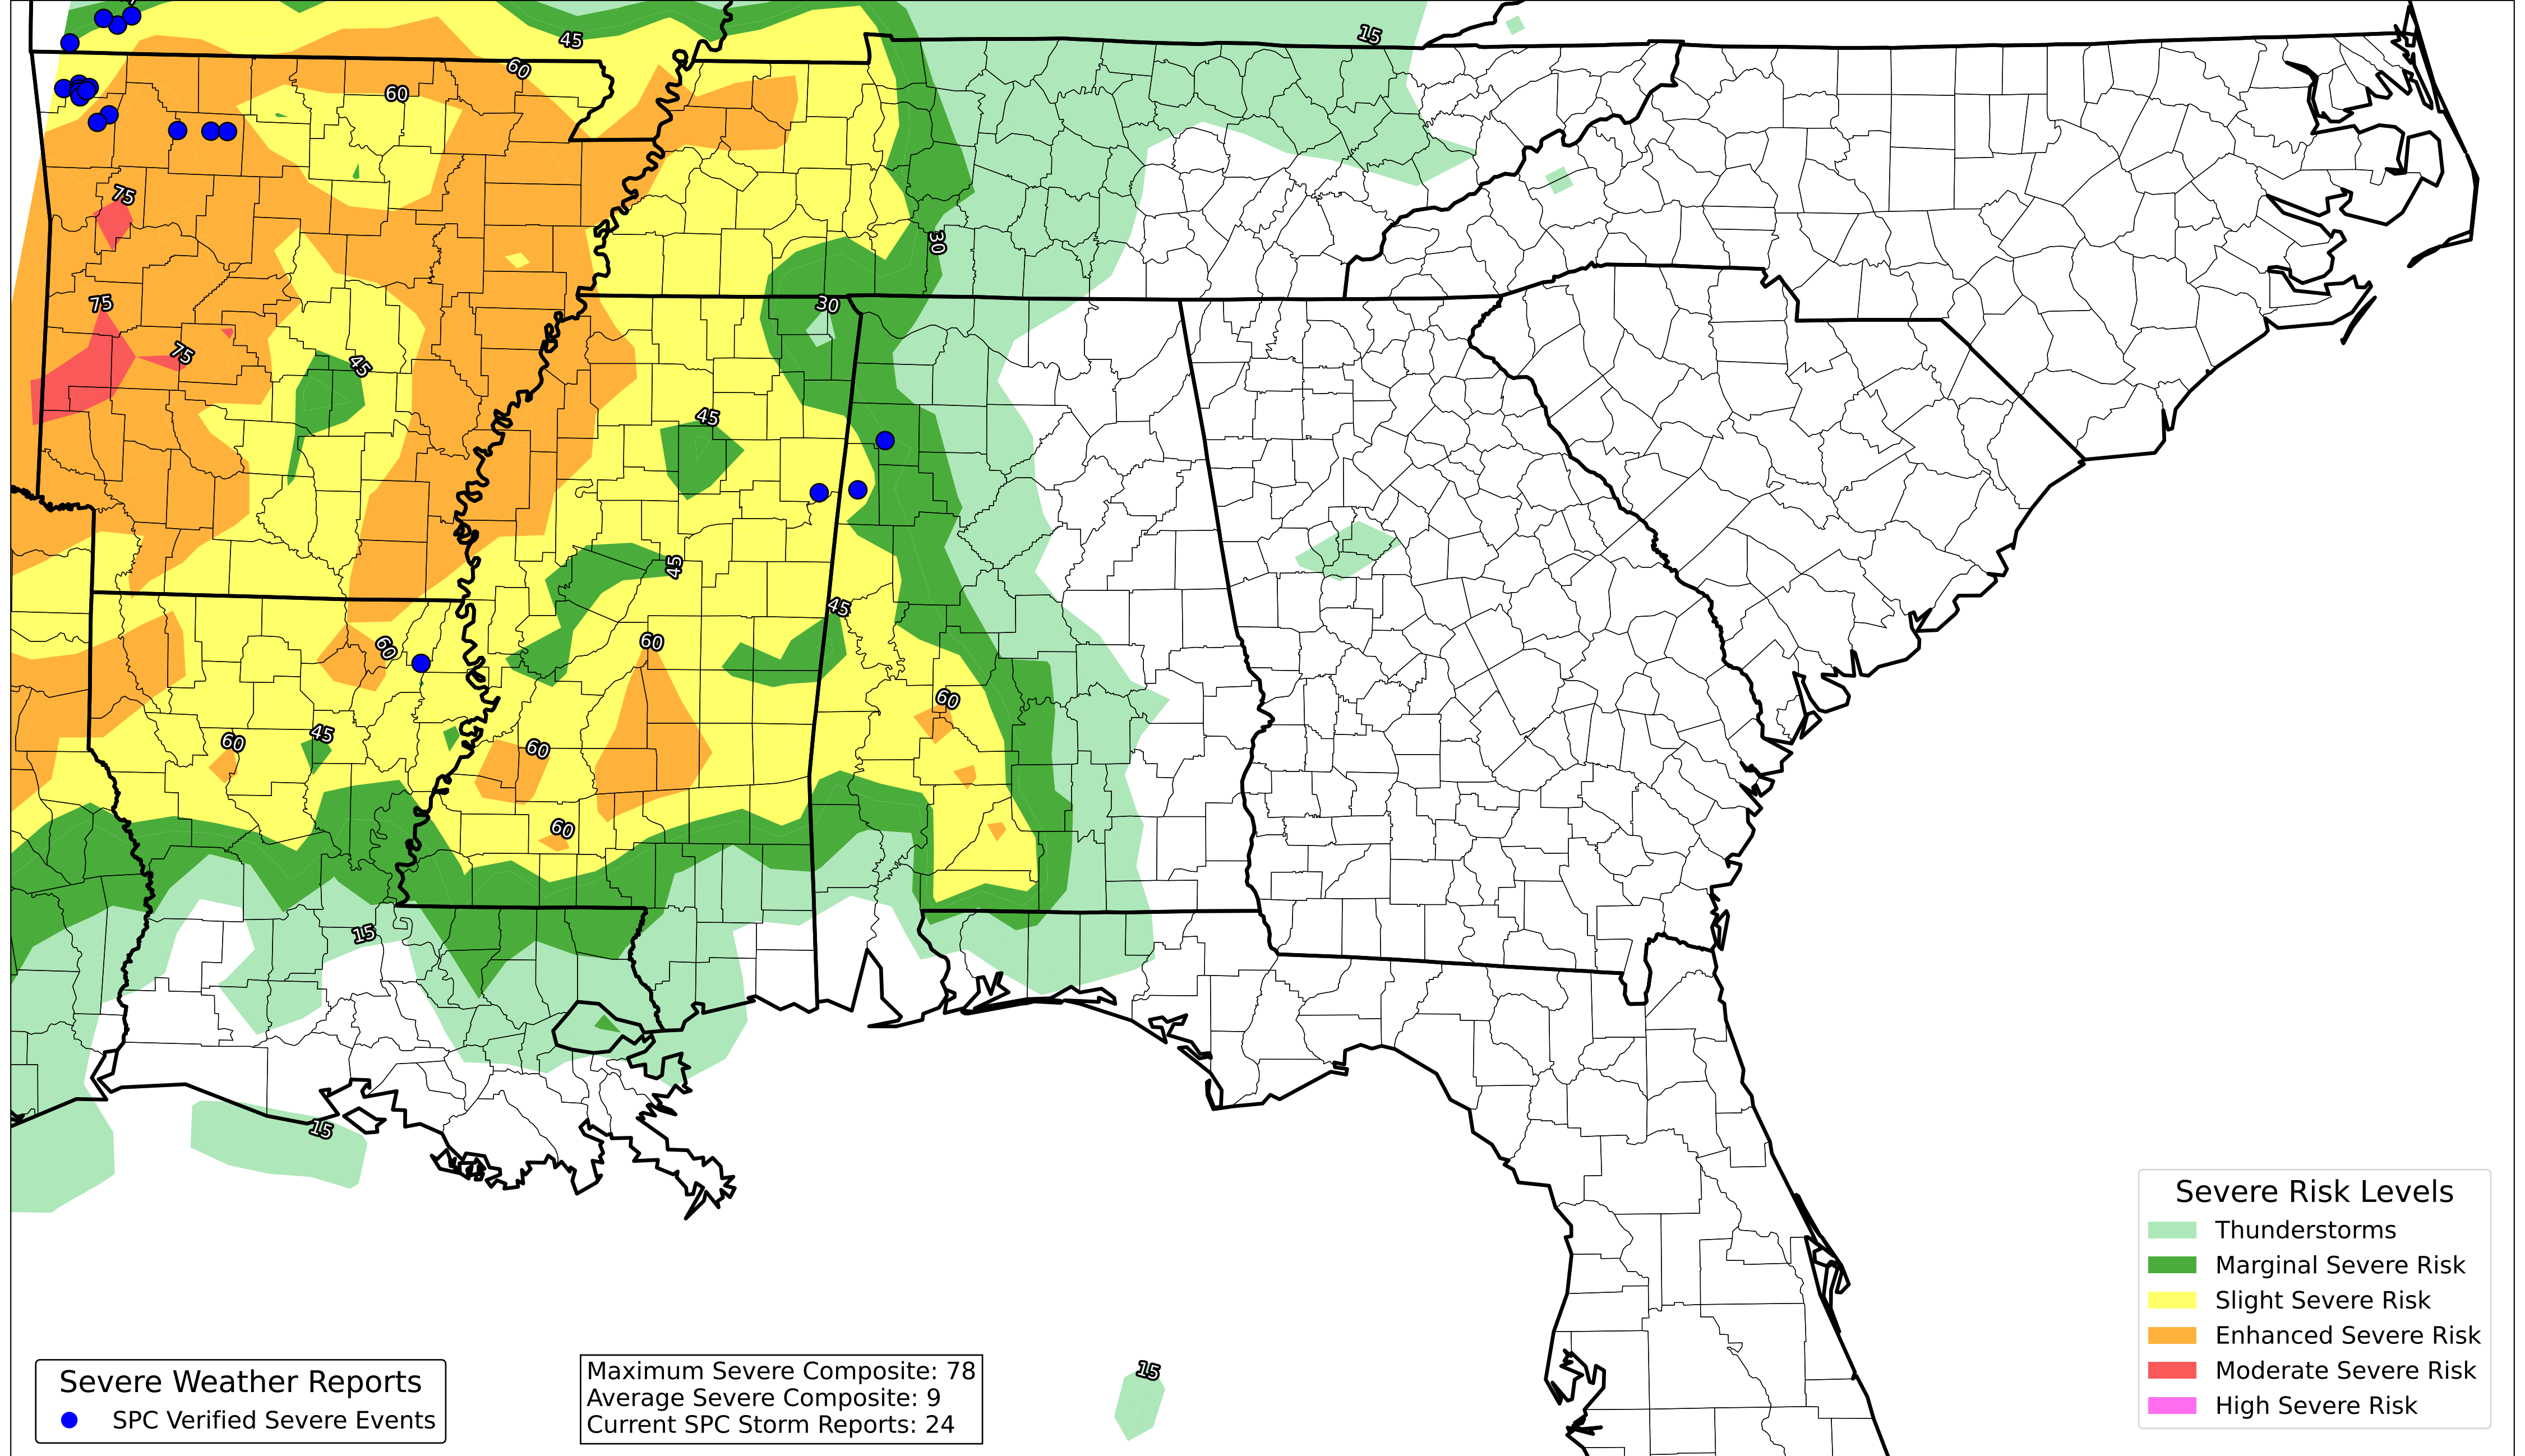 15
45
60
60
75
30
75
30
75
45
45
45
45
60
60
60
60
45
60
60
15
15
15
Severe Risk Levels
Thunderstorms
Marginal Severe Risk
Slight Severe Risk
Enhanced Severe Risk
Moderate Severe Risk
High Severe Risk
Severe Weather Reports
SPC Verified Severe Events
Maximum Severe Composite: 78
Average Severe Composite: 9
Current SPC Storm Reports: 24